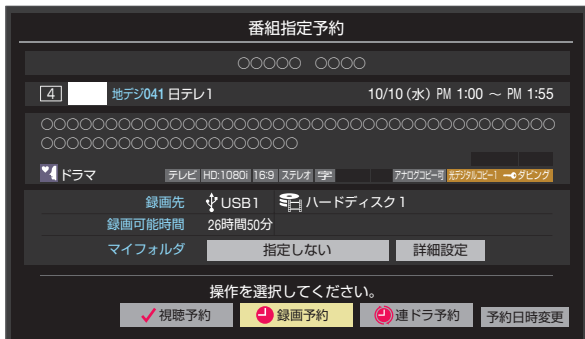 番組指定予約
○○○○○ ○○○○
4 地デジ041 日テレ1 10/10 (水) PM 1:00 ～ PM 1:55
○○○○○○○○○○○○○○○○○○○○○○○○○○○○○○○○
○○○○○○○○○○○○○○○○
ドラマ テレビ HD:1080i 16:9 ステレオ 字 アナログコピー可 光デジタルコピー1 ダビング
録画先 USB1 ハードディスク1
録画可能時間 26時間50分
マイフォルダ 指定しない 詳細設定
操作を選択してください。
視聴予約 録画予約 連ドラ予約 予約日時変更